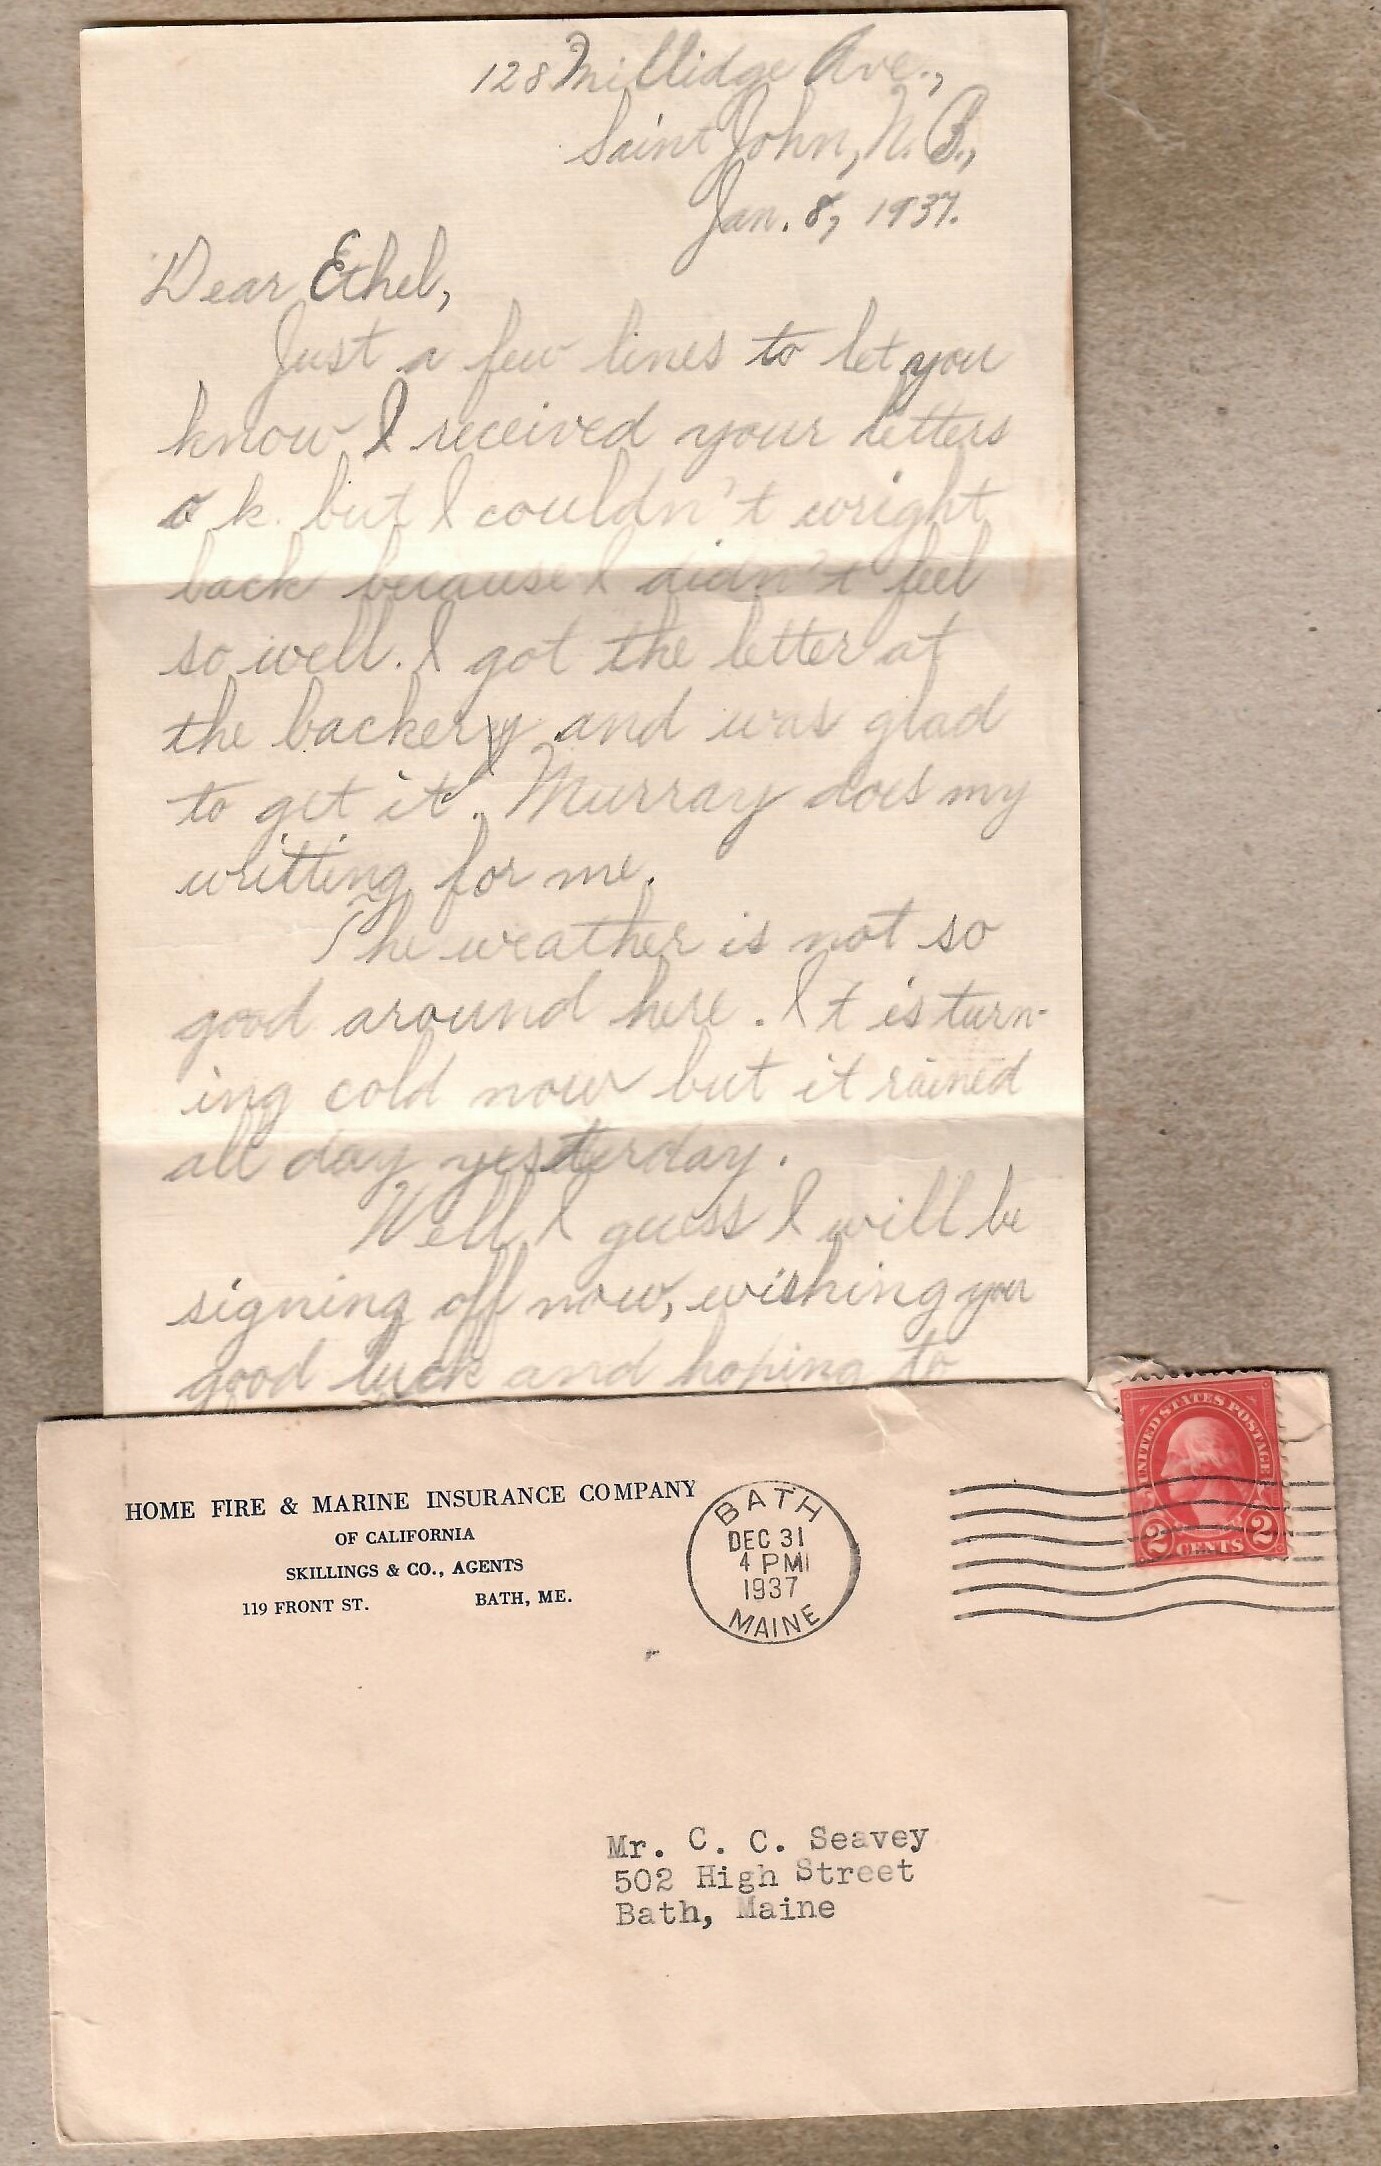 128 Millidge Ave.,
Saint John, N. B.,
Jan. 8, 1937.
Dear Ethel,
Just a few lines to let you
know I received your letters
o k. but I couldn't wright
back because I didn't feel
so well. I got the letter at
the backery and was glad
to get it. Murray does my
writting for me.
The weather is not so
good around here. It is turn-
ing cold now but it rained
all day yesterday.
Well I guess I will be
signing off now, wishing you
good luck and hoping to
HOME FIRE & MARINE INSURANCE COMPANY
OF CALIFORNIA
SKILLINGS & CO., AGENTS
119 FRONT ST. BATH, ME.
BATH
DEC 31
4 PM
1937
MAINE
UNITED STATES POSTAGE
2 CENTS 2
Mr. C. C. Seavey
502 High Street
Bath, Maine